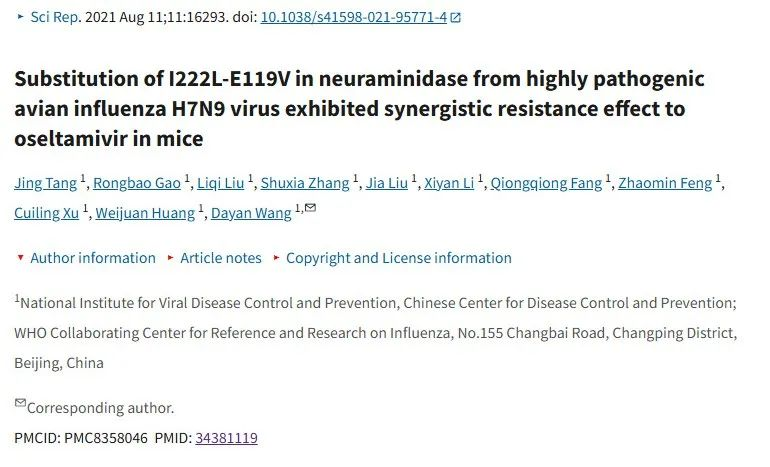 Sci Rep. 2021 Aug 11;11:16293. doi: 10.1038/s41598-021-95771-4
Substitution of I222L-E119V in neuraminidase from highly pathogenic
avian influenza H7N9 virus exhibited synergistic resistance effect to
oseltamivir in mice
Jing Tang 1, Rongbao Gao 1, Liqi Liu 1, Shuxia Zhang 1, Jia Liu 1, Xiyan Li 1, Qiongqiong Fang 1, Zhaomin Feng 1,
Cuiling Xu 1, Weijuan Huang 1, Dayan Wang 1,✉
Author information Article notes Copyright and License information
1National Institute for Viral Disease Control and Prevention, Chinese Center for Disease Control and Prevention;
WHO Collaborating Center for Reference and Research on Influenza, No.155 Changbai Road, Changping District,
Beijing, China
✉Corresponding author.
PMCID: PMC8358046 PMID: 34381119